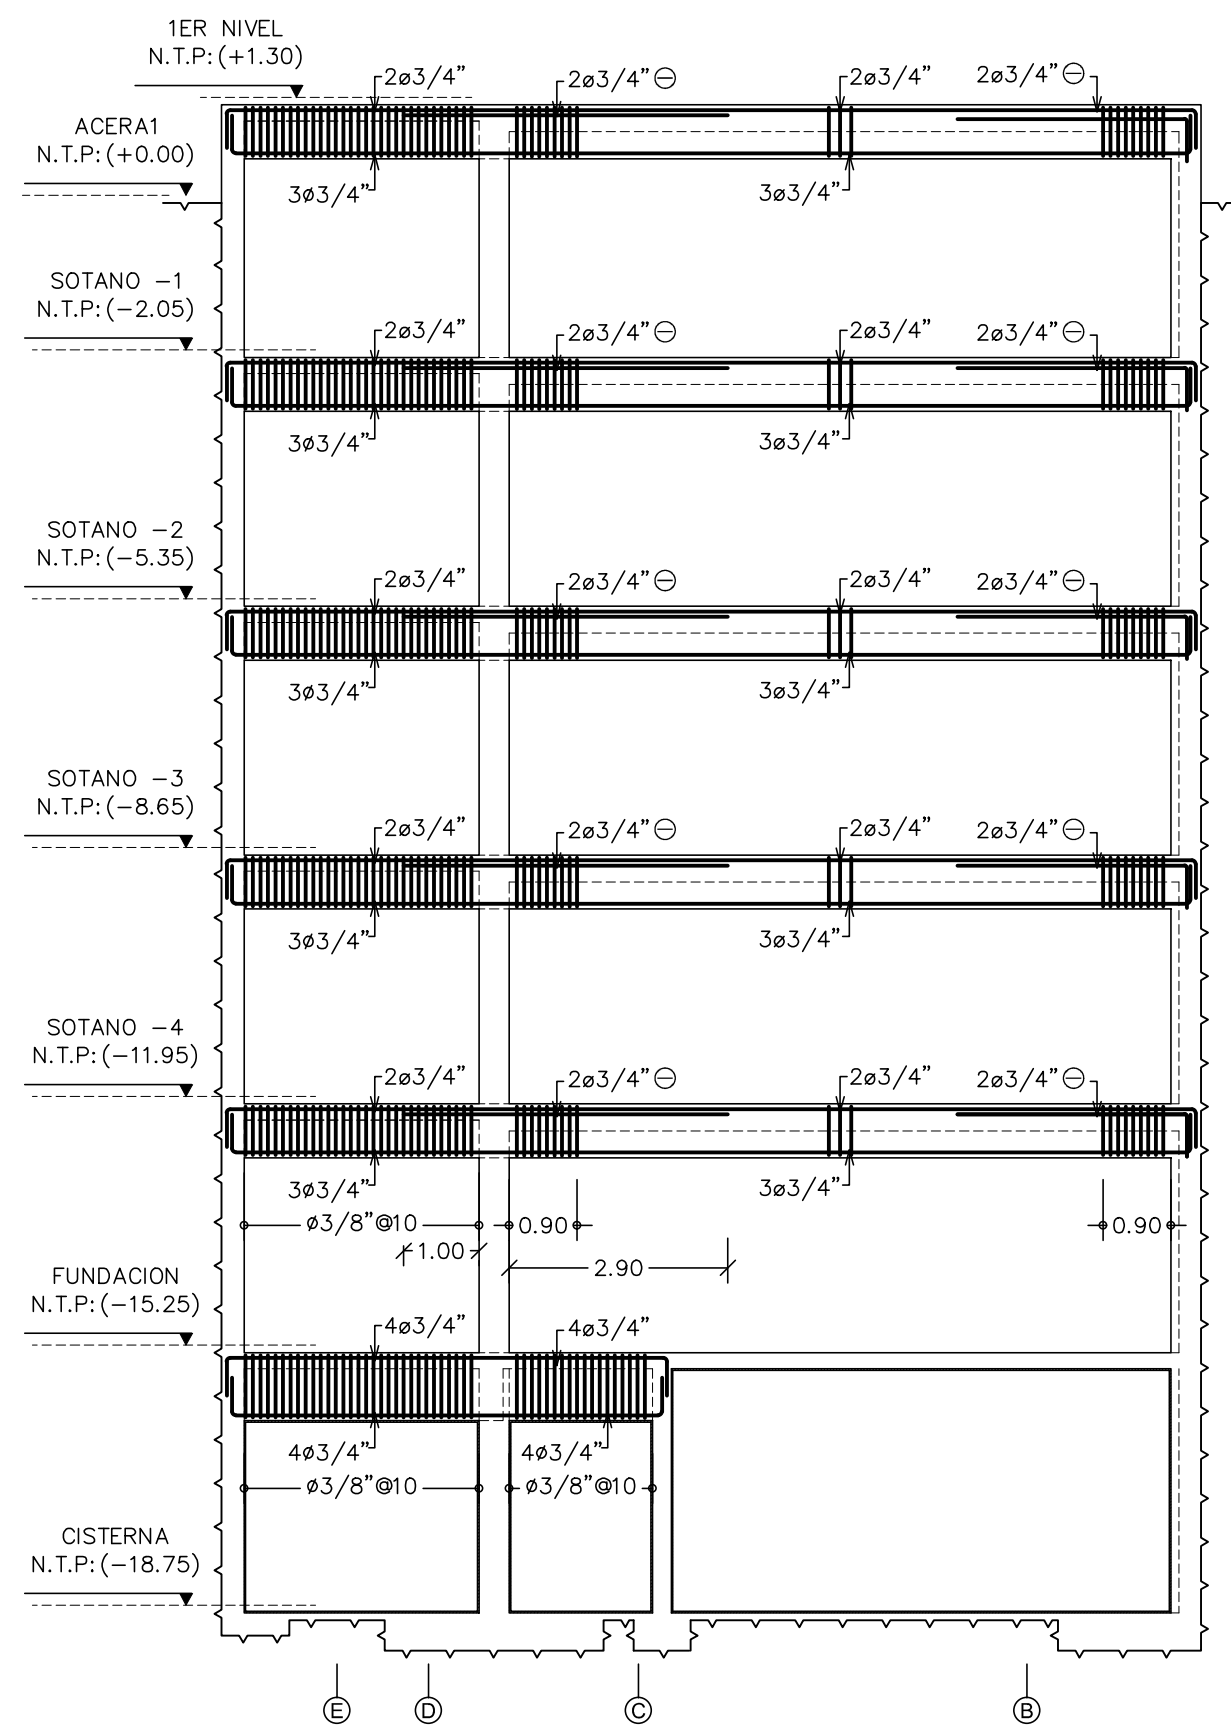 1ER NIVEL
N.T.P:(+1.30)
2ø3/4"
2ø3/4"⊖
2ø3/4"
2ø3/4"⊖
ACERA1
N.T.P:(+0.00)
3ø3/4"
3ø3/4"
SOTANO -1
N.T.P:(-2.05)
2ø3/4"
2ø3/4"⊖
2ø3/4"
2ø3/4"⊖
3ø3/4"
3ø3/4"
SOTANO -2
N.T.P:(-5.35)
2ø3/4"
2ø3/4"⊖
2ø3/4"
2ø3/4"⊖
3ø3/4"
3ø3/4"
SOTANO -3
N.T.P:(-8.65)
2ø3/4"
2ø3/4"⊖
2ø3/4"
2ø3/4"⊖
3ø3/4"
3ø3/4"
SOTANO -4
N.T.P:(-11.95)
2ø3/4"
2ø3/4"⊖
2ø3/4"
2ø3/4"⊖
3ø3/4"
3ø3/4"
ø3/8"@10
0.90
0.90
1.00
2.90
FUNDACION
N.T.P:(-15.25)
4ø3/4"
4ø3/4"
4ø3/4"
4ø3/4"
ø3/8"@10
ø3/8"@10
CISTERNA
N.T.P:(-18.75)
E
D
C
B